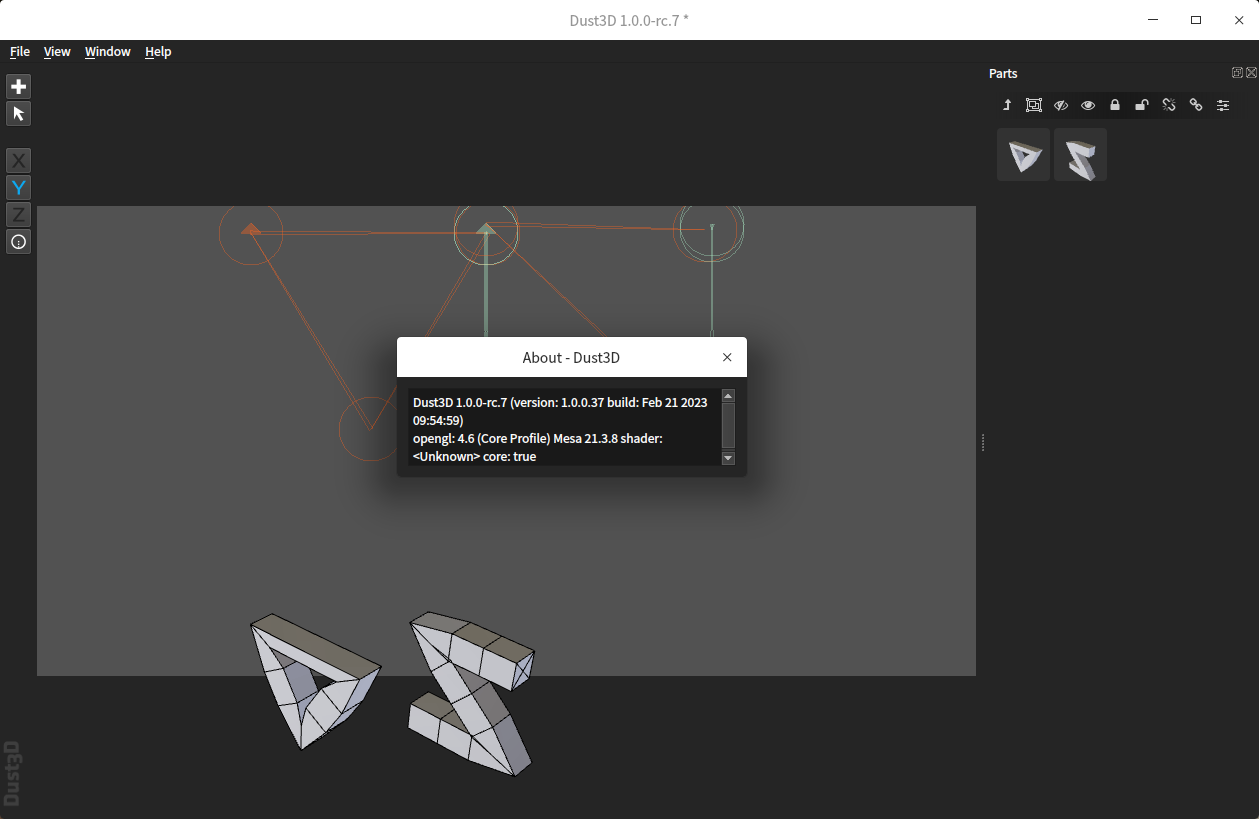 Dust3D 1.0.0-rc.7 *
File View Window Help
Parts
X
Y
Z
About - Dust3D
Dust3D 1.0.0-rc.7 (version: 1.0.0.37 build: Feb 21 2023
09:54:59)
opengl: 4.6 (Core Profile) Mesa 21.3.8 shader:
<Unknown> core: true
Dust3D